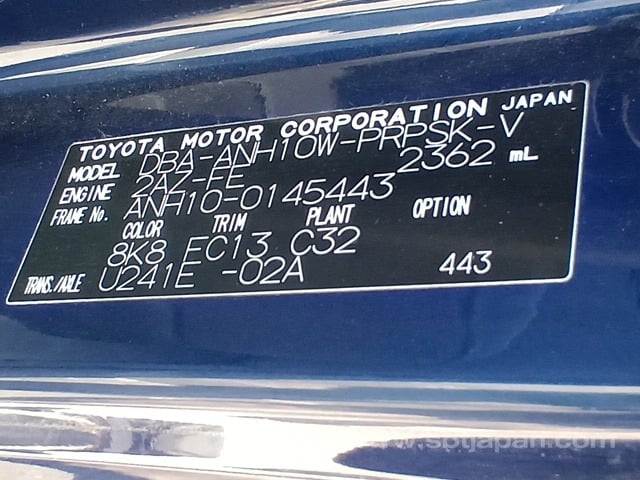 TOYOTA MOTOR CORPORATION JAPAN
MODEL DBA-ANH10W-PRPSK-V
ENGINE 2AZ-FE 2362 mL
FRAME No. ANH10-0145443
COLOR TRIM PLANT OPTION
8K8 FC13 C32
TRANS./AXLE U241E -02A 443
www.sbtjapan.com